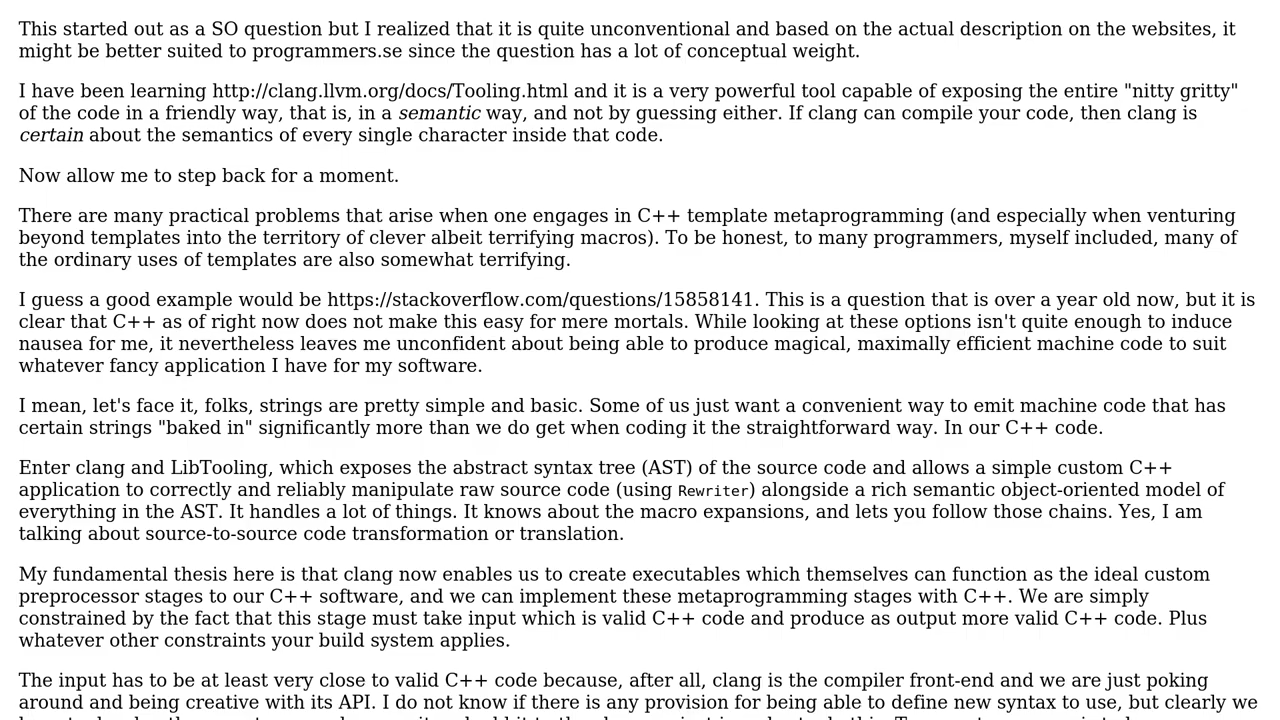 This started out as a SO question but I realized that it is quite unconventional and based on the actual description on the websites, it
might be better suited to programmers.se since the question has a lot of conceptual weight.
I have been learning http://clang.llvm.org/docs/Tooling.html and it is a very powerful tool capable of exposing the entire "nitty gritty"
of the code in a friendly way, that is, in a semantic way, and not by guessing either. If clang can compile your code, then clang is
certain about the semantics of every single character inside that code.
Now allow me to step back for a moment.
There are many practical problems that arise when one engages in C++ template metaprogramming (and especially when venturing
beyond templates into the territory of clever albeit terrifying macros). To be honest, to many programmers, myself included, many of
the ordinary uses of templates are also somewhat terrifying.
I guess a good example would be https://stackoverflow.com/questions/15858141. This is a question that is over a year old now, but it is
clear that C++ as of right now does not make this easy for mere mortals. While looking at these options isn't quite enough to induce
nausea for me, it nevertheless leaves me unconfident about being able to produce magical, maximally efficient machine code to suit
whatever fancy application I have for my software.
I mean, let's face it, folks, strings are pretty simple and basic. Some of us just want a convenient way to emit machine code that has
certain strings "baked in" significantly more than we do get when coding it the straightforward way. In our C++ code.
Enter clang and LibTooling, which exposes the abstract syntax tree (AST) of the source code and allows a simple custom C++
application to correctly and reliably manipulate raw source code (using Rewriter) alongside a rich semantic object-oriented model of
everything in the AST. It handles a lot of things. It knows about the macro expansions, and lets you follow those chains. Yes, I am
talking about source-to-source code transformation or translation.
My fundamental thesis here is that clang now enables us to create executables which themselves can function as the ideal custom
preprocessor stages to our C++ software, and we can implement these metaprogramming stages with C++. We are simply
constrained by the fact that this stage must take input which is valid C++ code and produce as output more valid C++ code. Plus
whatever other constraints your build system applies.
The input has to be at least very close to valid C++ code because, after all, clang is the compiler front-end and we are just poking
around and being creative with its API. I do not know if there is any provision for being able to define new syntax to use, but clearly we